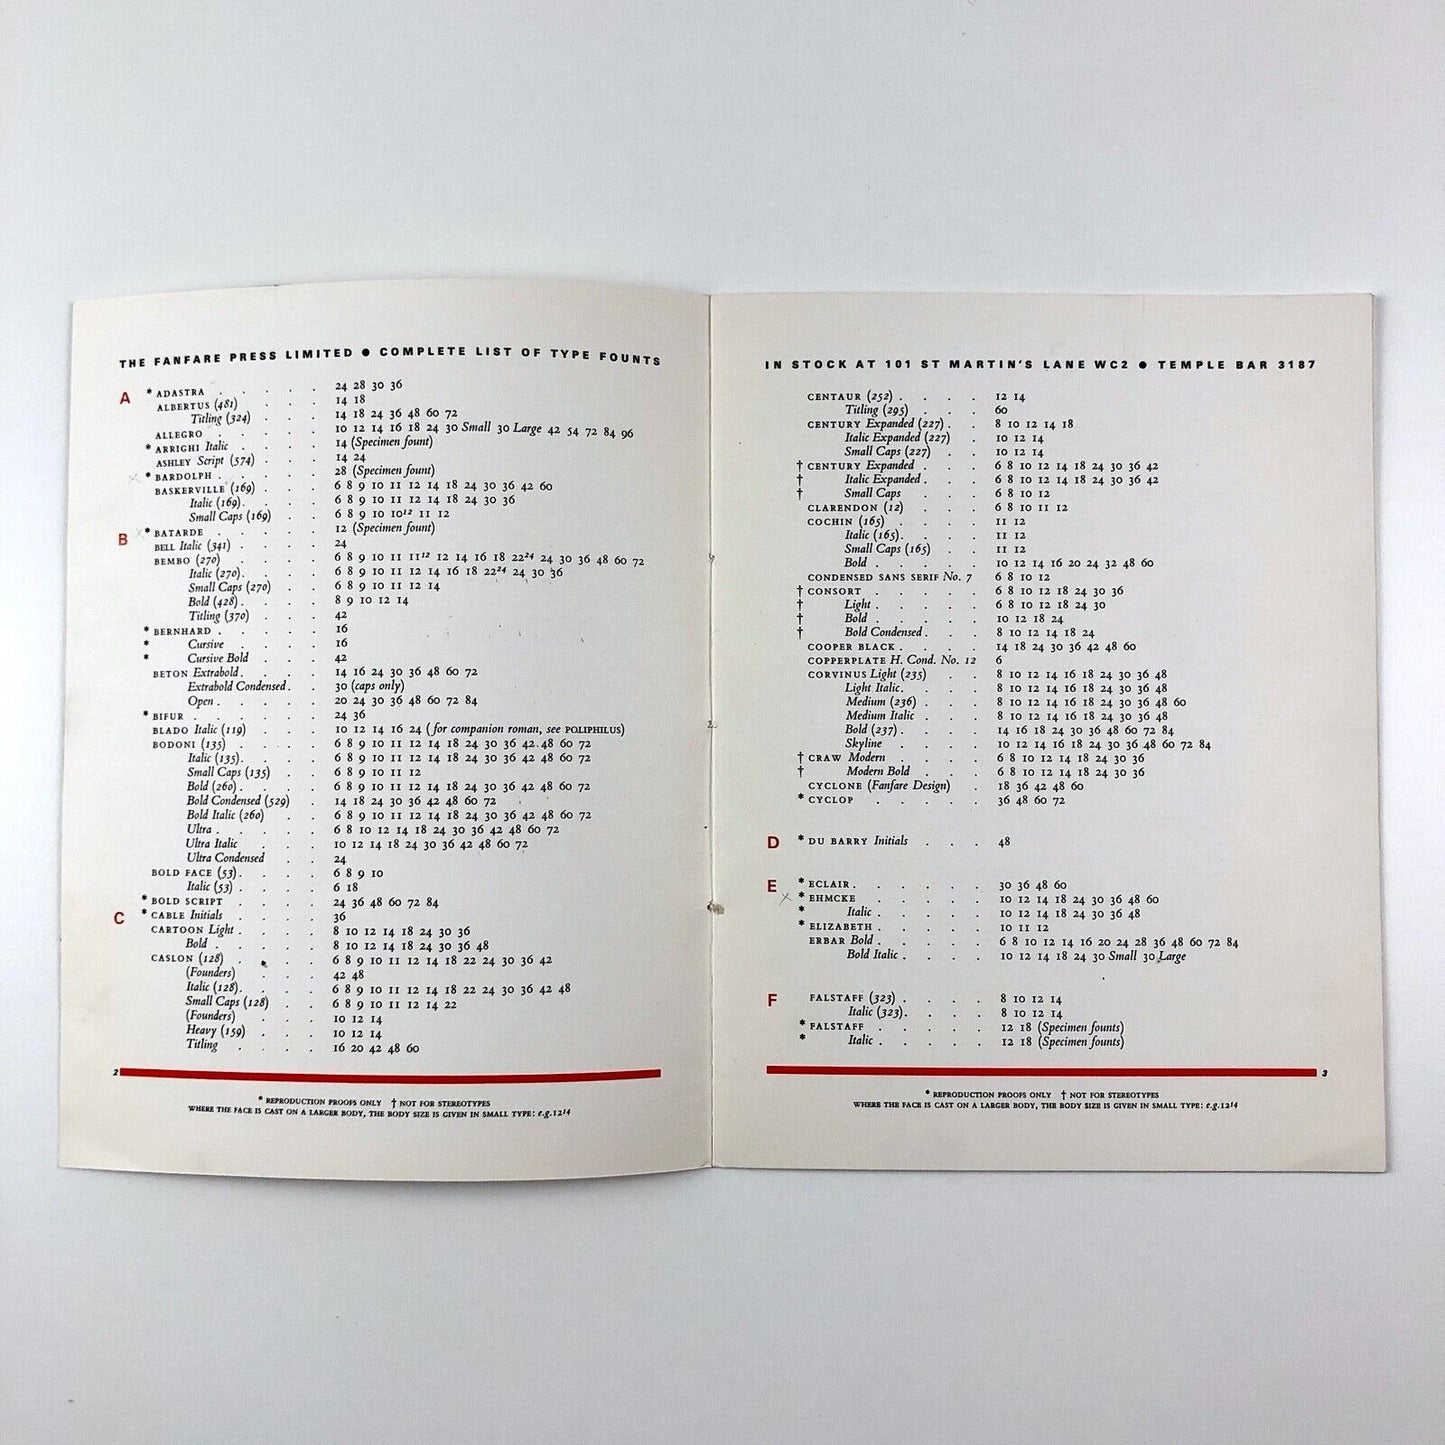 THE FANFARE PRESS LIMITED ● COMPLETE LIST OF TYPE FOUNTS
A * ADASTRA . . . . . 24 28 30 36
ALBERTUS (481) . . . . 14 18
Titling (324) . . . 14 18 24 36 48 60 72
ALLEGRO . . . . . 10 12 14 16 18 24 30 Small 30 Large 42 54 72 84 96
* ARRIGHI Italic . . . . 14 (Specimen fount)
ASHLEY Script (574) . . . 14 24
* BARDOLPH . . . . . 28 (Specimen fount)
BASKERVILLE (169) . . . 6 8 9 10 11 12 14 18 24 30 36 42 60
Italic (169) . . . 6 8 9 10 11 12 14 18 24 30 36
Small Caps (169) . . 6 8 9 10 10¹² 11 12
B * BATARDE . . . . . 12 (Specimen fount)
BELL Italic (341) . . . . 24
BEMBO (270) . . . . 6 8 9 10 11 11¹² 12 14 16 18 22²⁴ 24 30 36 48 60 72
Italic (270) . . . 6 8 9 10 11 12 14 16 18 22²⁴ 24 30 36
Small Caps (270) . . 6 8 9 10 11 12 14
Bold (428) . . . . 8 9 10 12 14
Titling (370) . . . 42
* BERNHARD . . . . . 16
* Cursive . . . . 16
* Cursive Bold . . . 42
BETON Extrabold . . . . 14 16 24 30 36 48 60 72
Extrabold Condensed . . 30 (caps only)
Open . . . . . 20 24 30 36 48 60 72 84
* BIFUR . . . . . . 24 36
BLADO Italic (119) . . . 10 12 14 16 24 (for companion roman, see POLIPHILUS)
BODONI (135) . . . . 6 8 9 10 11 12 14 18 24 30 36 42 48 60 72
Italic (135) . . . 6 8 9 10 11 12 14 18 24 30 36 42 48 60 72
Small Caps (135) . . 6 8 9 10 11 12
Bold (260) . . . . 6 8 9 10 11 12 14 18 24 30 36 42 48 60 72
Bold Condensed (529) . 14 18 24 30 36 42 48 60 72
Bold Italic (260) . . 6 8 9 10 11 12 14 18 24 30 36 42 48 60 72
Ultra . . . . . 6 8 10 12 14 18 24 30 36 42 48 60 72
Ultra Italic . . . 10 12 14 18 24 30 36 42 48 60 72
Ultra Condensed . . 24
BOLD FACE (53) . . . . 6 8 9 10
Italic (53) . . . . 6 18
* BOLD SCRIPT . . . . 24 36 48 60 72 84
C * CABLE Initials . . . . 36
CARTOON Light . . . . 8 10 12 14 18 24 30 36
Bold . . . . . 8 10 12 14 18 24 30 36 48
CASLON (128) . . . . 6 8 9 10 11 12 14 18 22 24 30 36 42
(Founders) . . . 42 48
Italic (128) . . . 6 8 9 10 11 12 14 18 22 24 30 36 42 48
Small Caps (128) . . 6 8 9 10 11 12 14 22
(Founders) . . . 10 12 14
Heavy (159) . . . 10 12 14
Titling . . . . 16 20 42 48 60
2
* REPRODUCTION PROOFS ONLY † NOT FOR STEREOTYPES
WHERE THE FACE IS CAST ON A LARGER BODY, THE BODY SIZE IS GIVEN IN SMALL TYPE: e.g.12¹⁴
IN STOCK AT 101 ST MARTIN'S LANE WC2 ● TEMPLE BAR 3187
CENTAUR (252) . . . . 12 14
Titling (295) . . . 60
CENTURY Expanded (227) . . 8 10 12 14 18
Italic Expanded (227) . 10 12 14
Small Caps (227) . . 10 12 14
† CENTURY Expanded . . . 6 8 10 12 14 18 24 30 36 42
† Italic Expanded . . . 6 8 10 12 14 18 24 30 36 42
† Small Caps . . . 6 8 10 12
CLARENDON (12) . . . 6 8 10 11 12
COCHIN (165) . . . . 11 12
Italic (165) . . . . 11 12
Small Caps (165) . . 11 12
Bold . . . . . 10 12 14 16 20 24 32 48 60
CONDENSED SANS SERIF No. 7 6 8 10 12
† CONSORT . . . . . 6 8 10 12 18 24 30 36
† Light . . . . . 6 8 10 12 18 24 30
† Bold . . . . . 10 12 18 24
† Bold Condensed . . . 8 10 12 14 18 24
COOPER BLACK . . . . 14 18 24 30 36 42 48 60
COPPERPLATE H. Cond. No. 12 6
CORVINUS Light (235) . . . 8 10 12 14 16 18 24 30 36 48
Light Italic . . . . 8 10 12 14 16 18 24 30 36 48
Medium (236) . . . 8 10 12 14 16 18 24 30 36 48 60
Medium Italic . . . 8 10 12 14 16 18 24 30 36 48
Bold (237) . . . . 14 16 18 24 30 36 48 60 72 84
Skyline . . . . 10 12 14 16 18 24 30 36 48 60 72 84
† CRAW Modern . . . . 6 8 10 12 14 18 24 30 36
† Modern Bold . . . 6 8 10 12 14 18 24 30 36
CYCLONE (Fanfare Design) . 18 36 42 48 60
* CYCLOP . . . . . 36 48 60 72
D * DU BARRY Initials . . . 48
E * ECLAIR . . . . . . 30 36 48 60
* EHMCKE . . . . . 10 12 14 18 24 30 36 48 60
* Italic . . . . . 10 12 14 18 24 30 36 48
* ELIZABETH . . . . . 10 11 12
ERBAR Bold . . . . . 6 8 10 12 14 16 20 24 28 36 48 60 72 84
Bold Italic . . . . 10 12 14 18 24 30 Small 30 Large
F FALSTAFF (323) . . . . 8 10 12 14
Italic (323) . . . . 8 10 12 14
* FALSTAFF . . . . . 12 18 (Specimen founts)
* Italic . . . . . 12 18 (Specimen founts)
3
* REPRODUCTION PROOFS ONLY † NOT FOR STEREOTYPES
WHERE THE FACE IS CAST ON A LARGER BODY, THE BODY SIZE IS GIVEN IN SMALL TYPE: e.g.12¹⁴